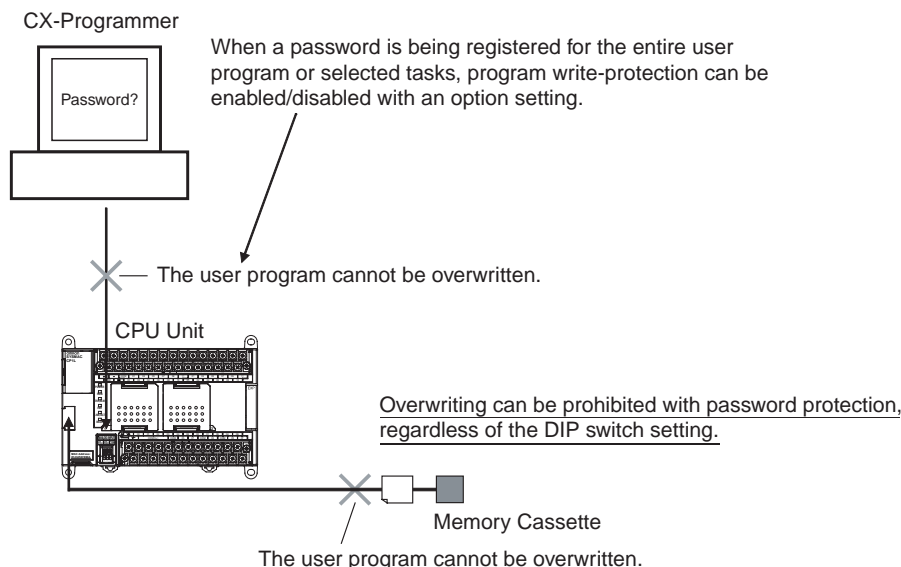 CX-Programmer
When a password is being registered for the entire user
program or selected tasks, program write-protection can be
enabled/disabled with an option setting.
Password?
The user program cannot be overwritten.
CPU Unit
Overwriting can be prohibited with password protection,
regardless of the DIP switch setting.
Memory Cassette
The user program cannot be overwritten.